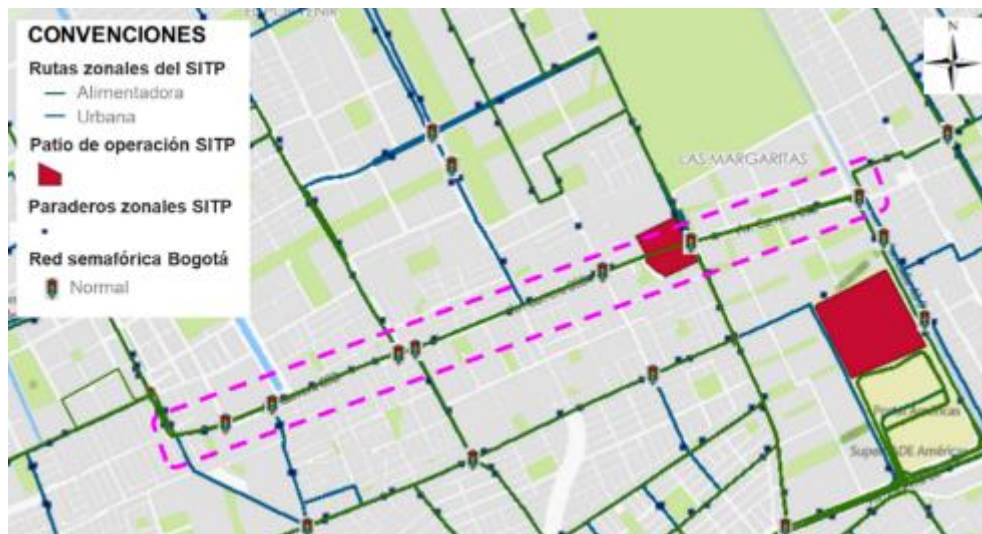 CONVENCIONES
Rutas zonales del SITP
Alimentadora
Urbana
Patio de operación SITP
Paraderos zonales SITP
Red semafórica Bogotá
Normal
N
LAS MARGARITAS
Américas